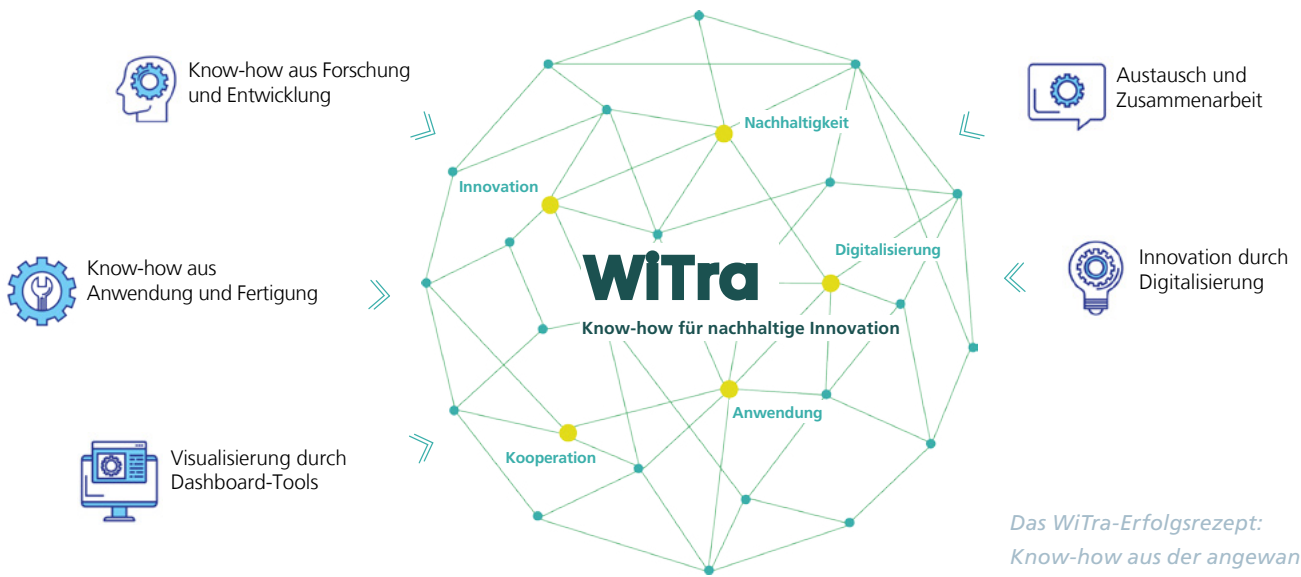 Know-how aus Forschung
und Entwicklung
Know-how aus
Anwendung und Fertigung
Visualisierung durch
Dashboard-Tools
Nachhaltigkeit
Innovation
Digitalisierung
WiTra
Know-how für nachhaltige Innovation
Anwendung
Kooperation
Austausch und
Zusammenarbeit
Innovation durch
Digitalisierung
Das WiTra-Erfolgsrezept:
Know-how aus der angewan